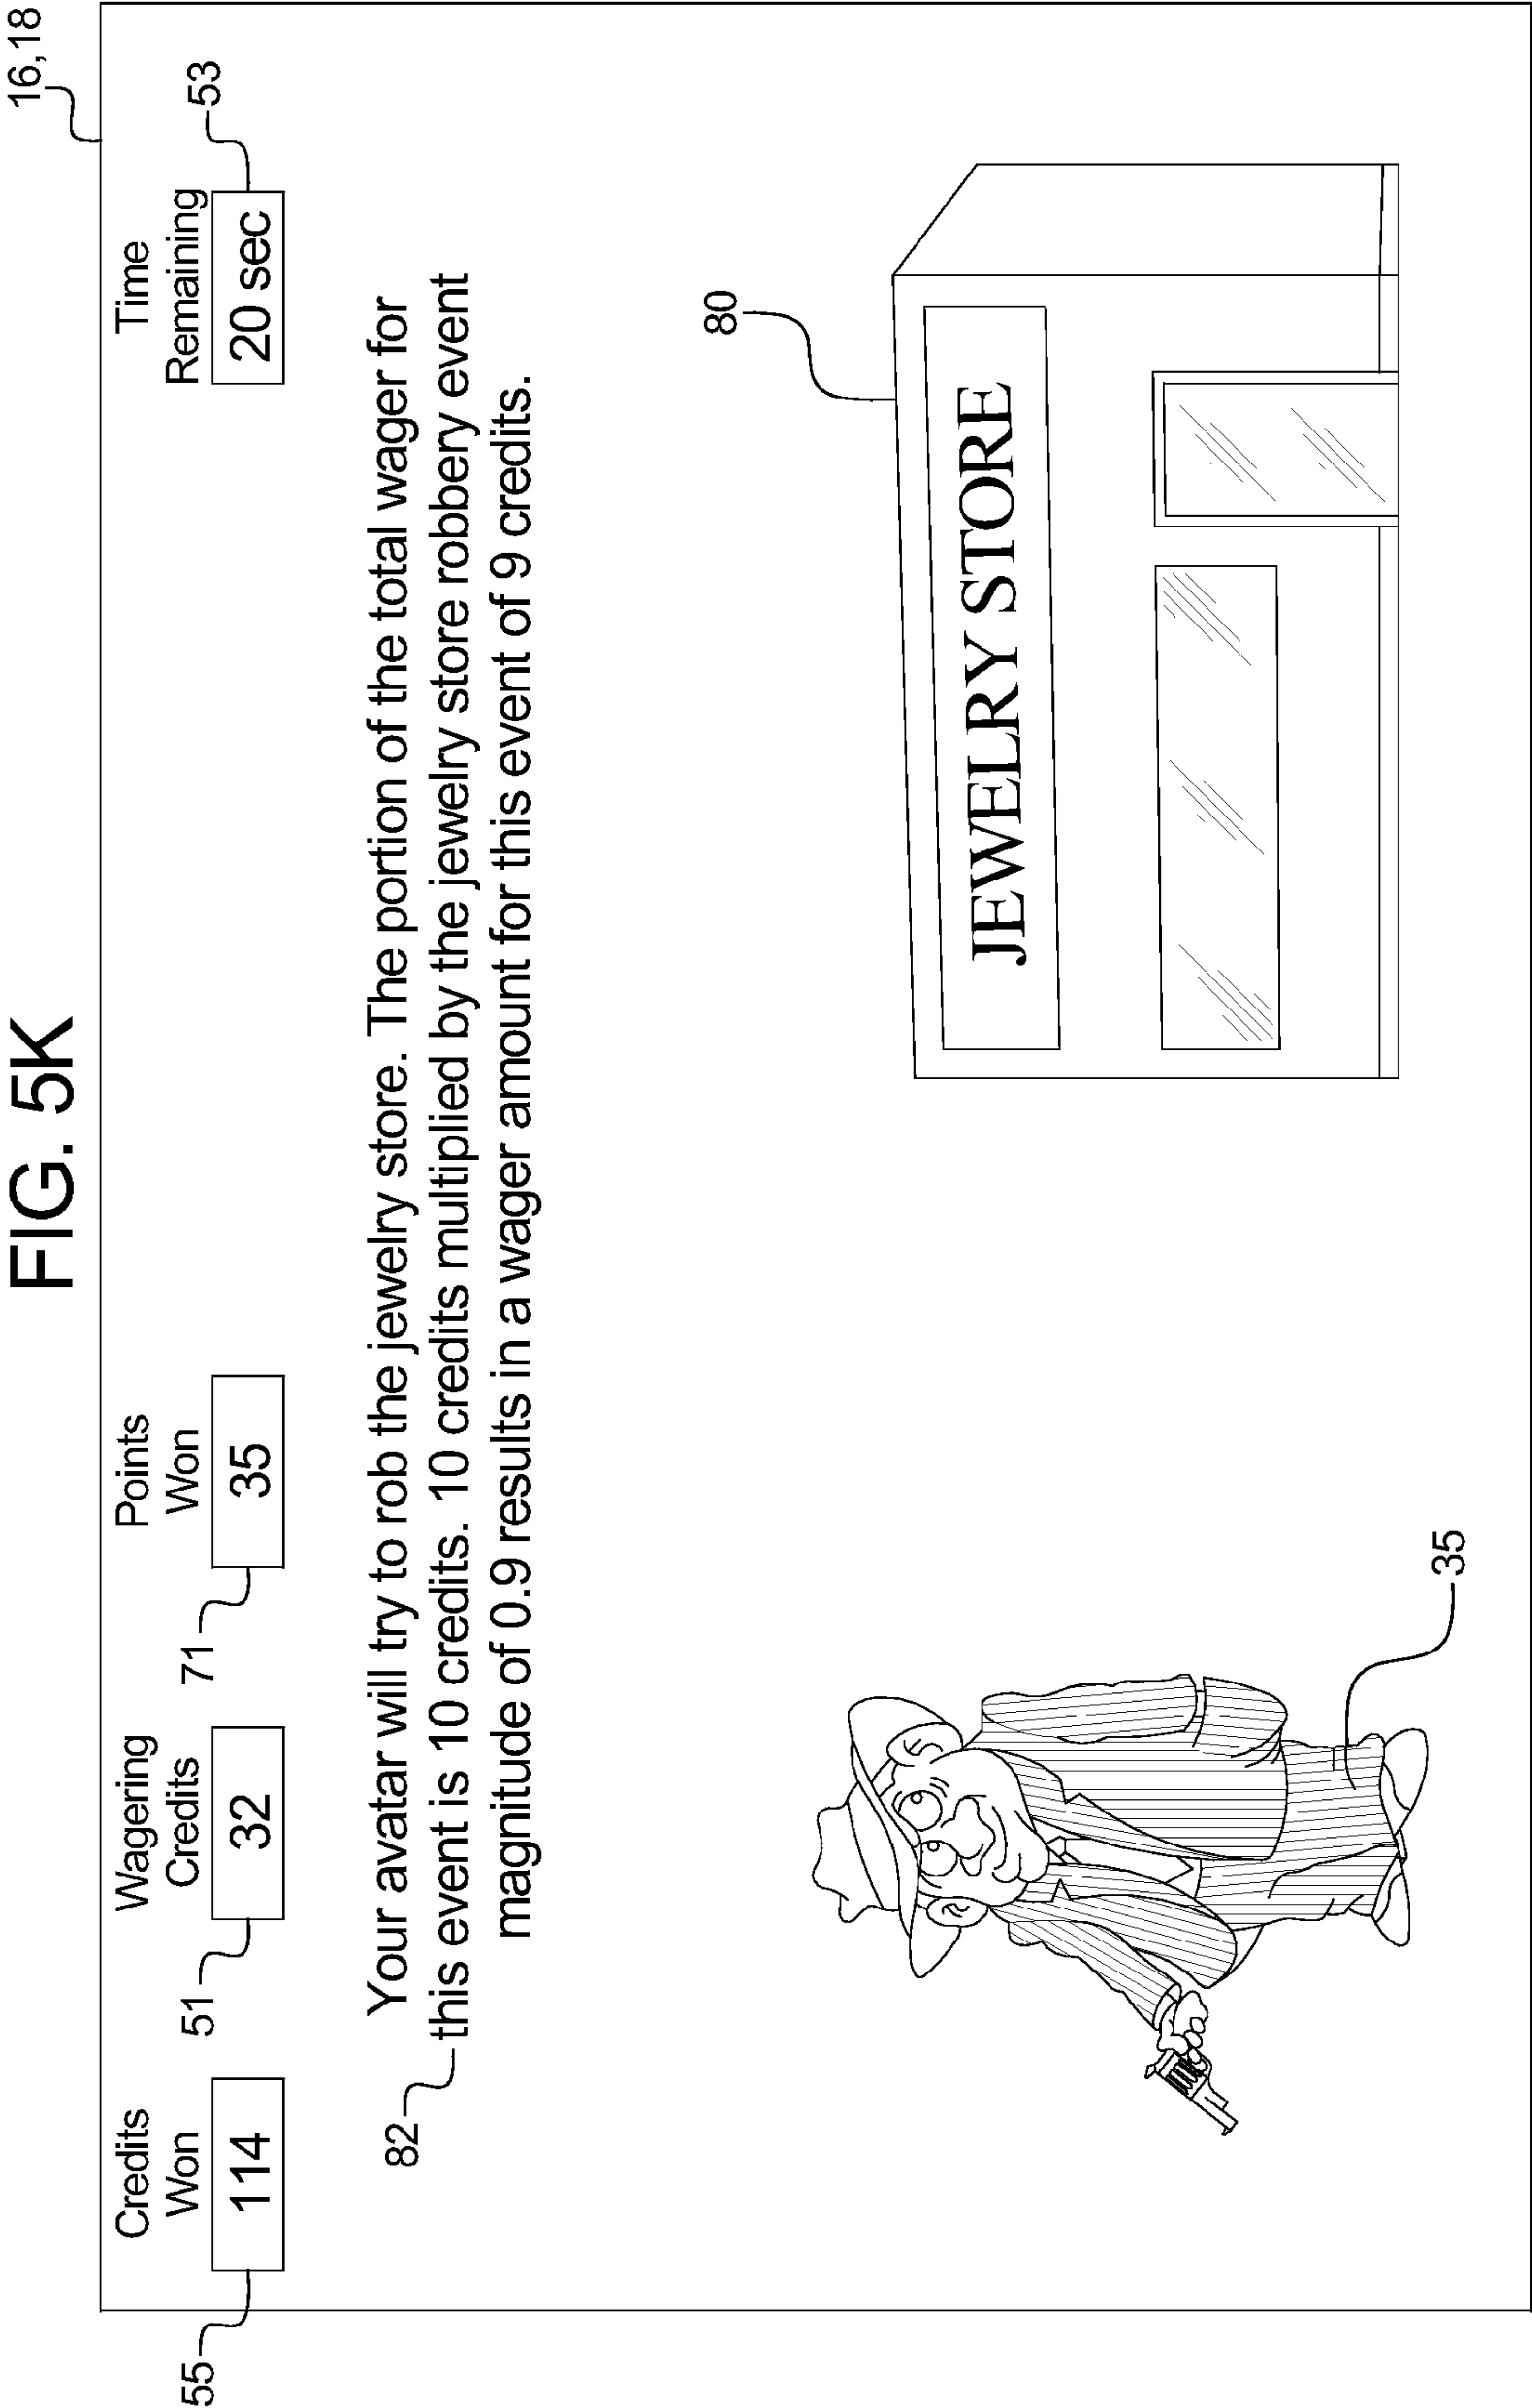 FIG. 5K
16,18
Credits
Won
114
55
Wagering
Credits
32
51
Points
Won
35
71
Time
Remaining
20 sec
53
82
Your avatar will try to rob the jewelry store. The portion of the total wager for
this event is 10 credits. 10 credits multiplied by the jewelry store robbery event
magnitude of 0.9 results in a wager amount for this event of 9 credits.
80
JEWELRY STORE
35